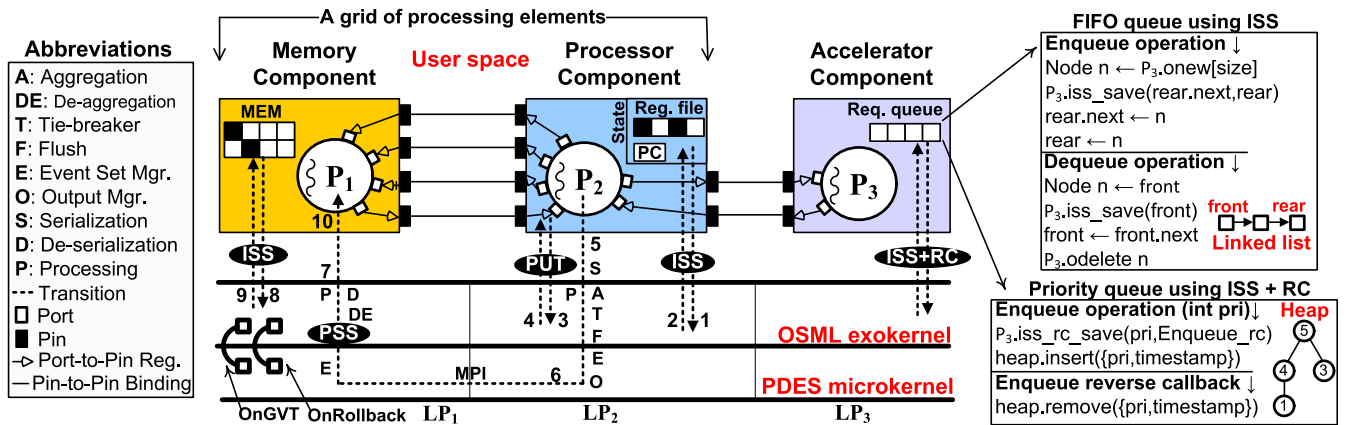 A grid of processing elements
Abbreviations
A: Aggregation
DE: De-aggregation
T: Tie-breaker
F: Flush
E: Event Set Mgr.
O: Output Mgr.
S: Serialization
D: De-serialization
P: Processing
Transition
Port
Pin
Port-to-Pin Reg.
Pin-to-Pin Binding
Memory
Component
User space
Processor
Component
Accelerator
Component
MEM
P1
10
State
Reg. file
PC
P2
Req. queue
P3
ISS
PUT
ISS
ISS+RC
9 8
7
P D
DE
PSS
E
MPI
6
5
S
P A
T
F
E
O
4 3
2 1
OSML exokernel
PDES microkernel
OnGVT
OnRollback
LP1
LP2
LP3
FIFO queue using ISS
Enqueue operation ↓
Node n ← P3.onew[size]
P3.iss_save(rear.next,rear)
rear.next ← n
rear ← n
Dequeue operation ↓
Node n ← front
P3.iss_save(front)
front ← front.next
P3.odelete n
front rear
Linked list
Priority queue using ISS + RC
Enqueue operation (int pri)↓
P3.iss_rc_save(pri,Enqueue_rc)
heap.insert({pri,timestamp})
Enqueue reverse callback ↓
heap.remove({pri,timestamp})
Heap
5
4 3
1